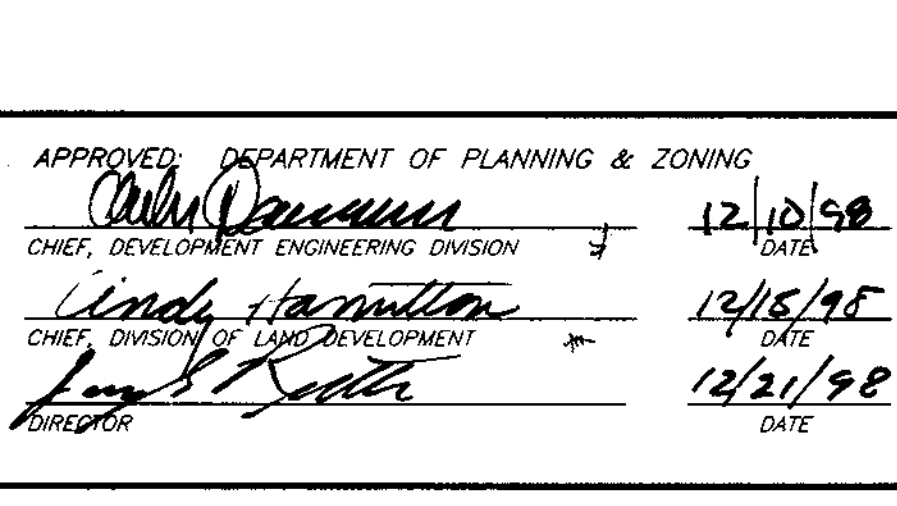 APPROVED: DEPARTMENT OF PLANNING & ZONING
12/10/98
CHIEF, DEVELOPMENT ENGINEERING DIVISION DATE
Cindy Hamilton 12/15/98
CHIEF, DIVISION OF LAND DEVELOPMENT DATE
12/21/98
DIRECTOR DATE